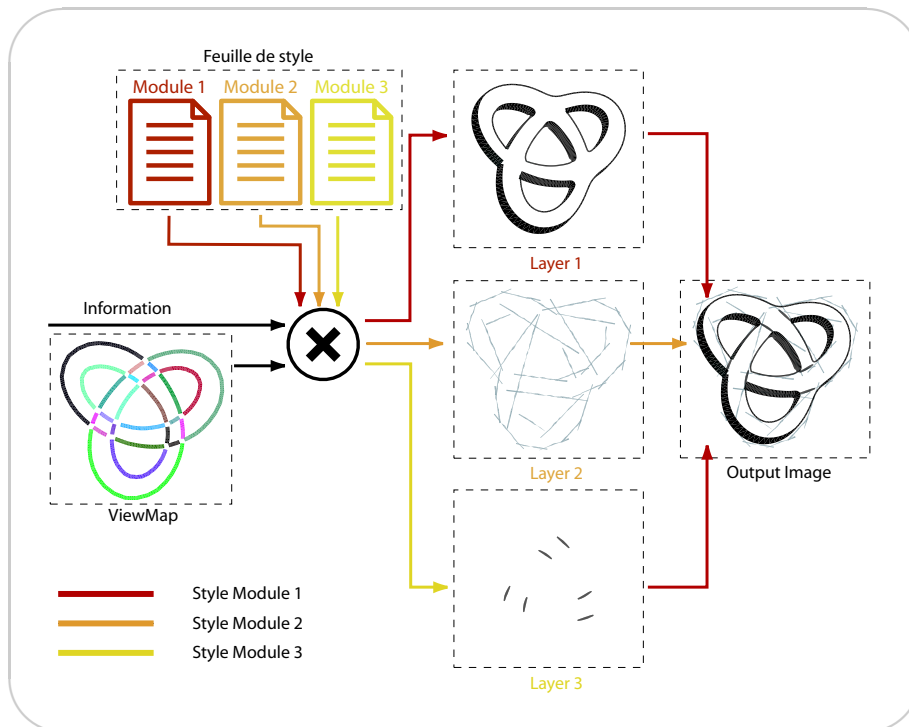 Feuille de style
Module 1 Module 2 Module 3
Layer 1
Information
ViewMap
Layer 2
Output Image
Style Module 1
Style Module 2
Style Module 3
Layer 3